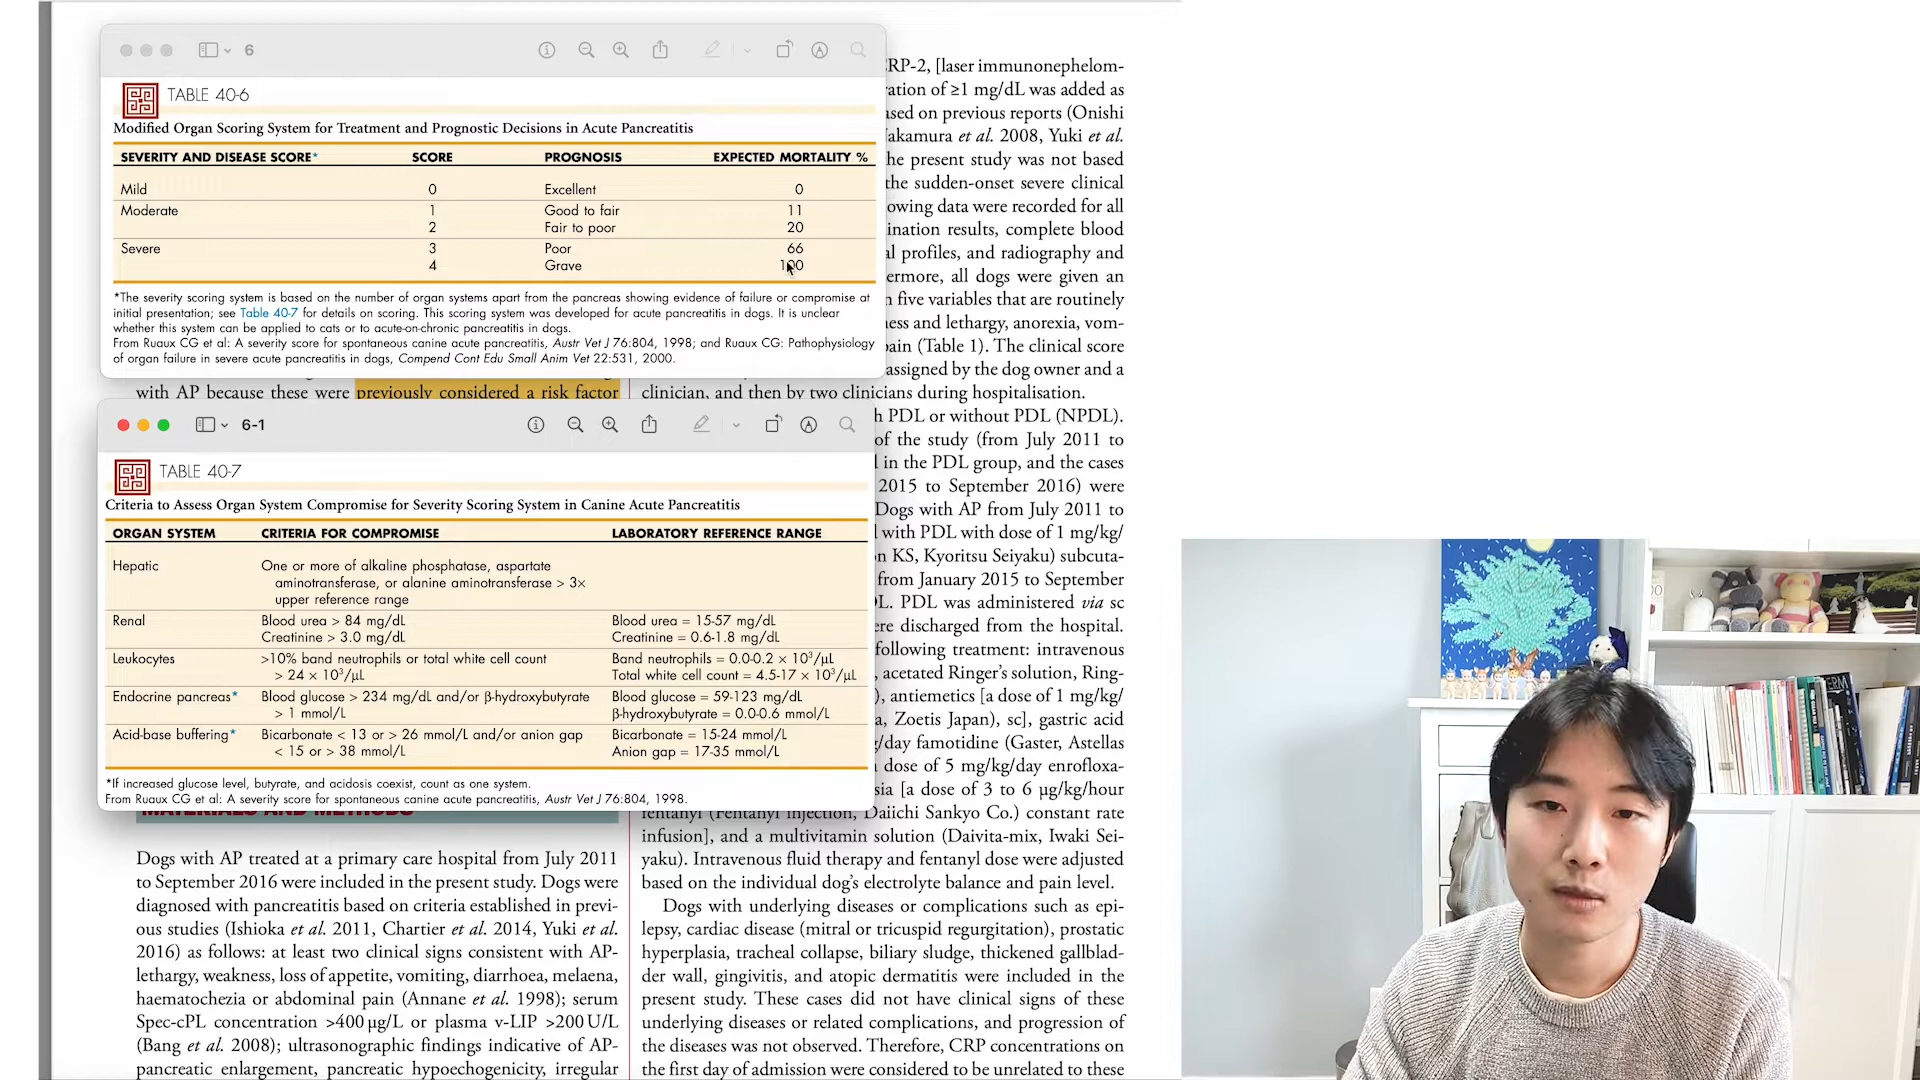 6
TABLE 40-6
Modified Organ Scoring System for Treatment and Prognostic Decisions in Acute Pancreatitis
SEVERITY AND DISEASE SCORE* SCORE PROGNOSIS EXPECTED MORTALITY %
Mild 0 Excellent 0
Moderate 1 Good to fair 11
2 Fair to poor 20
Severe 3 Poor 66
4 Grave 100
*The severity scoring system is based on the number of organ systems apart from the pancreas showing evidence of failure or compromise at
initial presentation; see Table 40-7 for details on scoring. This scoring system was developed for acute pancreatitis in dogs. It is unclear
whether this system can be applied to cats or to acute-on-chronic pancreatitis in dogs.
From Ruaux CG et al: A severity score for spontaneous canine acute pancreatitis, Austr Vet J 76:804, 1998; and Ruaux CG: Pathophysiology
of organ failure in severe acute pancreatitis in dogs, Compend Cont Edu Small Anim Vet 22:531, 2000.
with AP because these were previously considered a risk factor
6-1
TABLE 40-7
Criteria to Assess Organ System Compromise for Severity Scoring System in Canine Acute Pancreatitis
ORGAN SYSTEM CRITERIA FOR COMPROMISE LABORATORY REFERENCE RANGE
Hepatic One or more of alkaline phosphatase, aspartate
aminotransferase, or alanine aminotransferase > 3×
upper reference range
Renal Blood urea > 84 mg/dL Blood urea = 15-57 mg/dL
Creatinine > 3.0 mg/dL Creatinine = 0.6-1.8 mg/dL
Leukocytes >10% band neutrophils or total white cell count Band neutrophils = 0.0-0.2 × 10³/µL
> 24 × 10³/µL Total white cell count = 4.5-17 × 10³/µL
Endocrine pancreas* Blood glucose > 234 mg/dL and/or β-hydroxybutyrate Blood glucose = 59-123 mg/dL
> 1 mmol/L β-hydroxybutyrate = 0.0-0.6 mmol/L
Acid-base buffering* Bicarbonate < 13 or > 26 mmol/L and/or anion gap Bicarbonate = 15-24 mmol/L
< 15 or > 38 mmol/L Anion gap = 17-35 mmol/L
*If increased glucose level, butyrate, and acidosis coexist, count as one system.
From Ruaux CG et al: A severity score for spontaneous canine acute pancreatitis, Austr Vet J 76:804, 1998.
MATERIALS AND METHODS
Dogs with AP treated at a primary care hospital from July 2011
to September 2016 were included in the present study. Dogs were
diagnosed with pancreatitis based on criteria established in previ-
ous studies (Ishioka et al. 2011, Chartier et al. 2014, Yuki et al.
2016) as follows: at least two clinical signs consistent with AP-
lethargy, weakness, loss of appetite, vomiting, diarrhoea, melaena,
haematochezia or abdominal pain (Annane et al. 1998); serum
Spec-cPL concentration >400 µg/L or plasma v-LIP >200 U/L
(Bang et al. 2008); ultrasonographic findings indicative of AP-
pancreatic enlargement, pancreatic hypoechogenicity, irregular
CRP-2, [laser immunonephelom-
ration of ≥1 mg/dL was added as
ased on previous reports (Onishi
Nakamura et al. 2008, Yuki et al.
he present study was not based
the sudden-onset severe clinical
owing data were recorded for all
ination results, complete blood
al profiles, and radiography and
ermore, all dogs were given an
n five variables that are routinely
ess and lethargy, anorexia, vom-
ain (Table 1). The clinical score
assigned by the dog owner and a
clinician, and then by two clinicians during hospitalisation.
h PDL or without PDL (NPDL).
of the study (from July 2011 to
l in the PDL group, and the cases
2015 to September 2016) were
Dogs with AP from July 2011 to
l with PDL with dose of 1 mg/kg/
n KS, Kyoritsu Seiyaku) subcuta-
from January 2015 to September
L. PDL was administered via sc
ere discharged from the hospital.
following treatment: intravenous
, acetated Ringer's solution, Ring-
), antiemetics [a dose of 1 mg/kg/
a, Zoetis Japan), sc], gastric acid
g/day famotidine (Gaster, Astellas
a dose of 5 mg/kg/day enrofloxa-
sia [a dose of 3 to 6 µg/kg/hour
fentanyl (Fentanyl injection, Daiichi Sankyo Co.) constant rate
infusion], and a multivitamin solution (Daivita-mix, Iwaki Sei-
yaku). Intravenous fluid therapy and fentanyl dose were adjusted
based on the individual dog's electrolyte balance and pain level.
Dogs with underlying diseases or complications such as epi-
lepsy, cardiac disease (mitral or tricuspid regurgitation), prostatic
hyperplasia, tracheal collapse, biliary sludge, thickened gallblad-
der wall, gingivitis, and atopic dermatitis were included in the
present study. These cases did not have clinical signs of these
underlying diseases or related complications, and progression of
the diseases was not observed. Therefore, CRP concentrations on
the first day of admission were considered to be unrelated to these